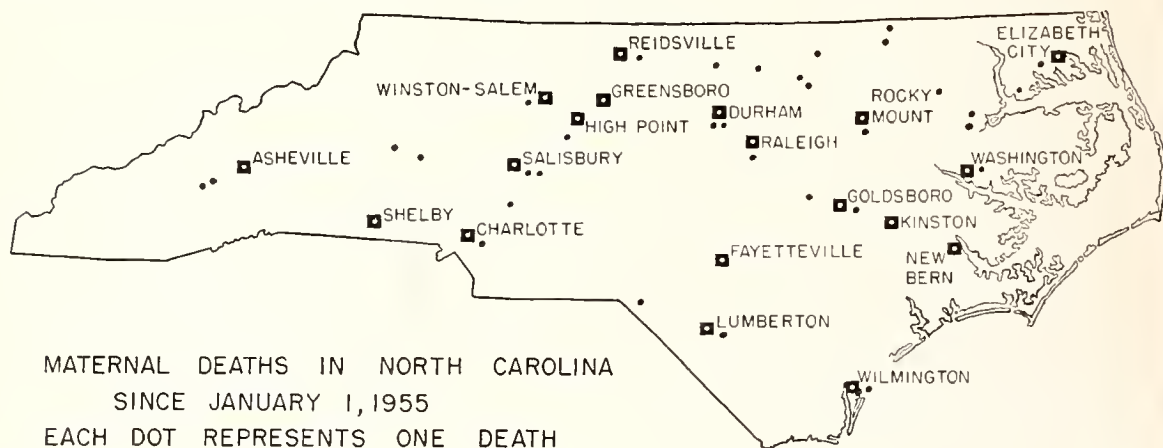 ELIZABETH
CITY
REIDSVILLE
WINSTON-SALEM
GREENSBORO
ROCKY
MOUNT
DURHAM
HIGH POINT
RALEIGH
ASHEVILLE
SALISBURY
WASHINGTON
GOLDSBORO
SHELBY
KINSTON
CHARLOTTE
FAYETTEVILLE
NEW
BERN
LUMBERTON
WILMINGTON
MATERNAL DEATHS IN NORTH CAROLINA
SINCE JANUARY 1, 1955
EACH DOT REPRESENTS ONE DEATH